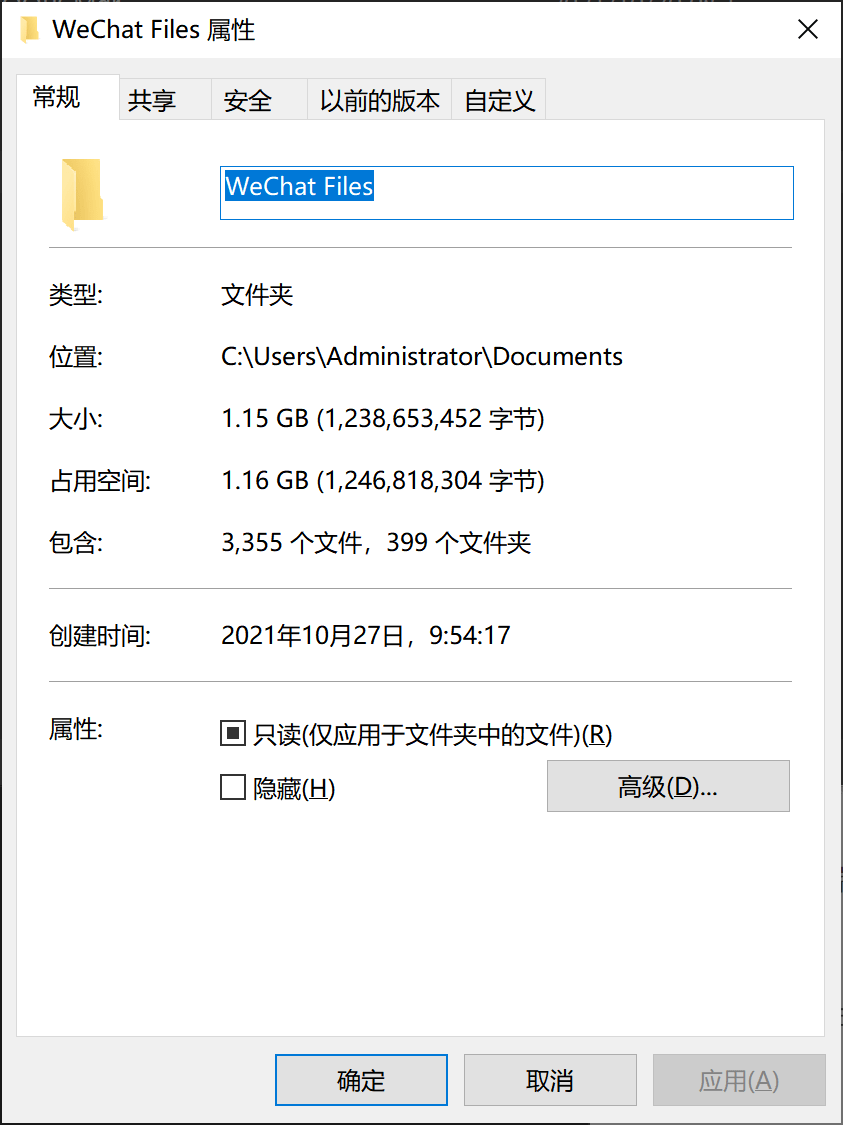 WeChat Files 属性
常规 共享 安全 以前的版本 自定义
WeChat Files
类型: 文件夹
位置: C:\Users\Administrator\Documents
大小: 1.15 GB (1,238,653,452 字节)
占用空间: 1.16 GB (1,246,818,304 字节)
包含: 3,355 个文件，399 个文件夹
创建时间: 2021年10月27日，9:54:17
属性: 只读(仅应用于文件夹中的文件)(R)
隐藏(H) 高级(D)...
确定 取消 应用(A)